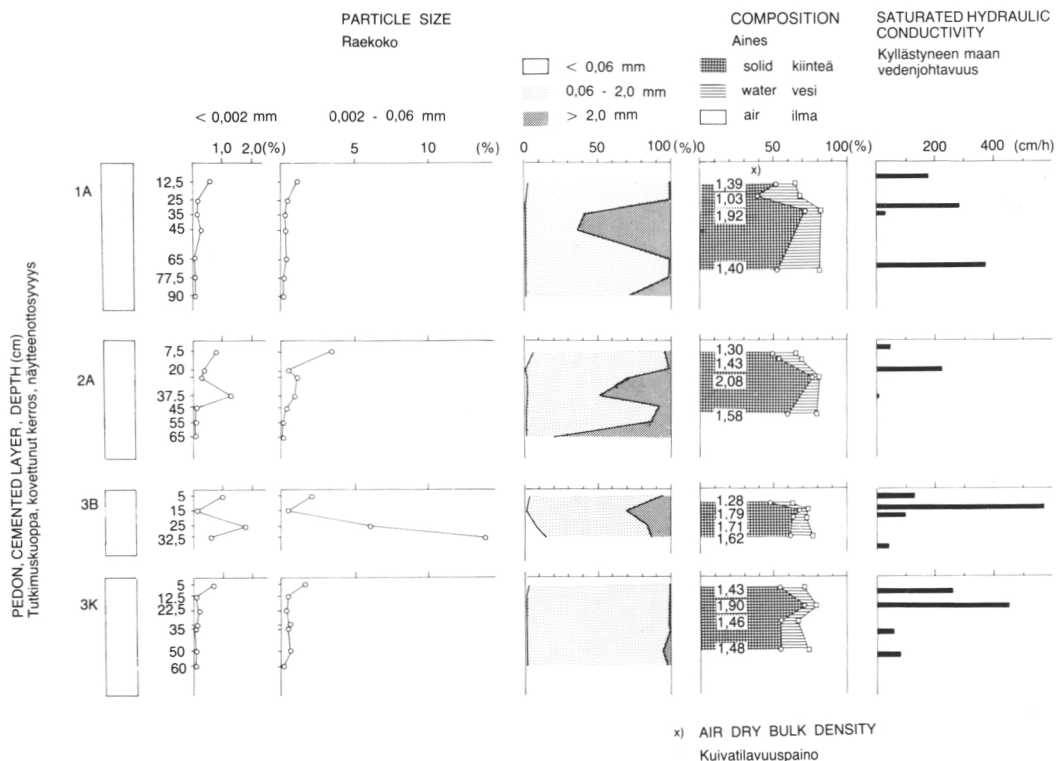 PARTICLE SIZE
Raekoko
COMPOSITION
Aines
SATURATED HYDRAULIC
CONDUCTIVITY
Kyllästyneen maan
vedenjohtavuus
< 0,06 mm
0,06 - 2,0 mm
> 2,0 mm
solid kiinteä
water vesi
air ilma
< 0,002 mm
0,002 - 0,06 mm
1,0 2,0 (%)
5 10 (%)
0 50 100 (%)
50 100 (%)
200 400 (cm/h)
PEDON, CEMENTED LAYER, DEPTH (cm)
Tutkimuskuoppa, kovettunut kerros, näytteenottosyvyys
1A
12,5
25
35
45
65
77,5
90
x)
1,39
1,03
1,92
1,40
2A
7,5
20
37,5
45
55
65
1,30
1,43
2,08
1,58
3B
5
15
25
32,5
1.28
1,79
1.71
1,62
3K
5
12,5
22,5
35
50
60
1,43
1,90
1,46
1,48
x) AIR DRY BULK DENSITY
Kuivatilavuuspaino